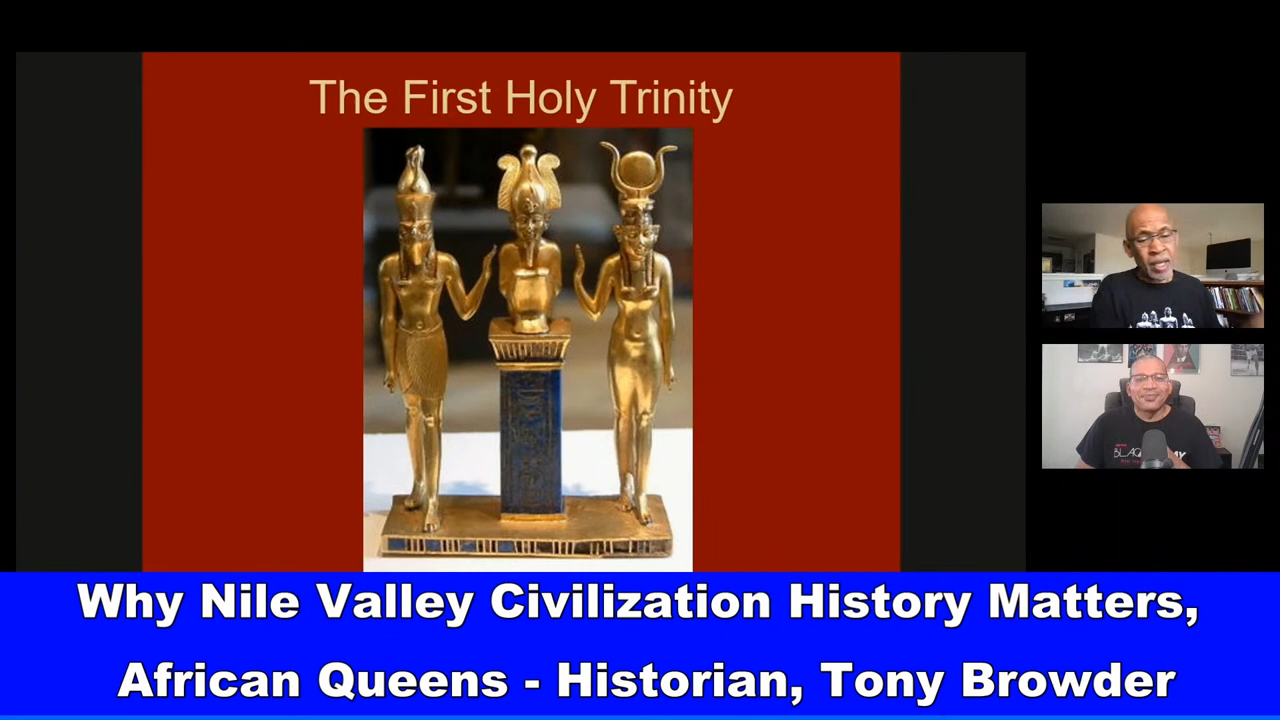 The First Holy Trinity
Why Nile Valley Civilization History Matters,
African Queens - Historian, Tony Browder